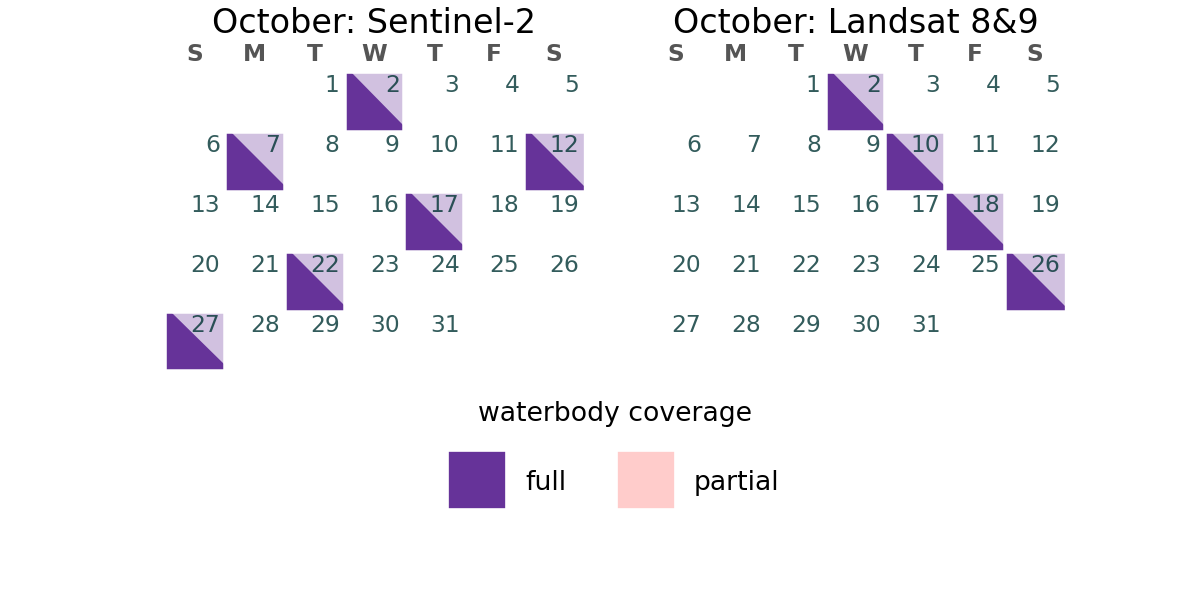 October: Sentinel-2
S M T W T F S
1 2 3 4 5
6 7 8 9 10 11 12
13 14 15 16 17 18 19
20 21 22 23 24 25 26
27 28 29 30 31
October: Landsat 8&9
S M T W T F S
1 2 3 4 5
6 7 8 9 10 11 12
13 14 15 16 17 18 19
20 21 22 23 24 25 26
27 28 29 30 31
waterbody coverage
full partial